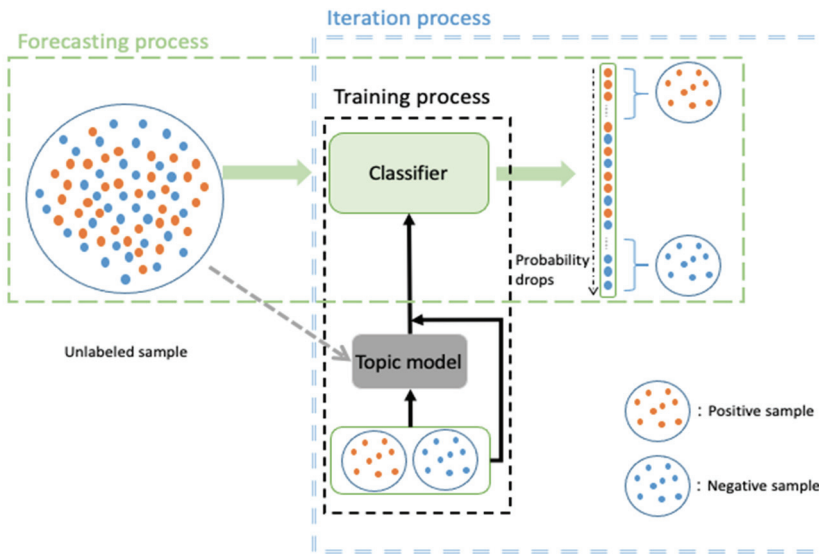 Iteration process
Forecasting process
Training process
Classifier
Probability
drops
Unlabeled sample
Topic model
: Positive sample
: Negative sample